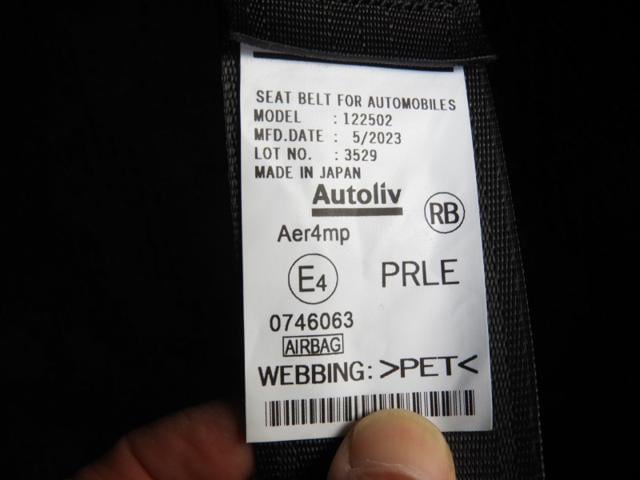 SEAT BELT FOR AUTOMOBILES
MODEL : 122502
MFD.DATE : 5/2023
LOT NO. : 3529
MADE IN JAPAN
Autoliv
RB
Aer4mp
E4 PRLE
0746063
AIRBAG
WEBBING: >PET<